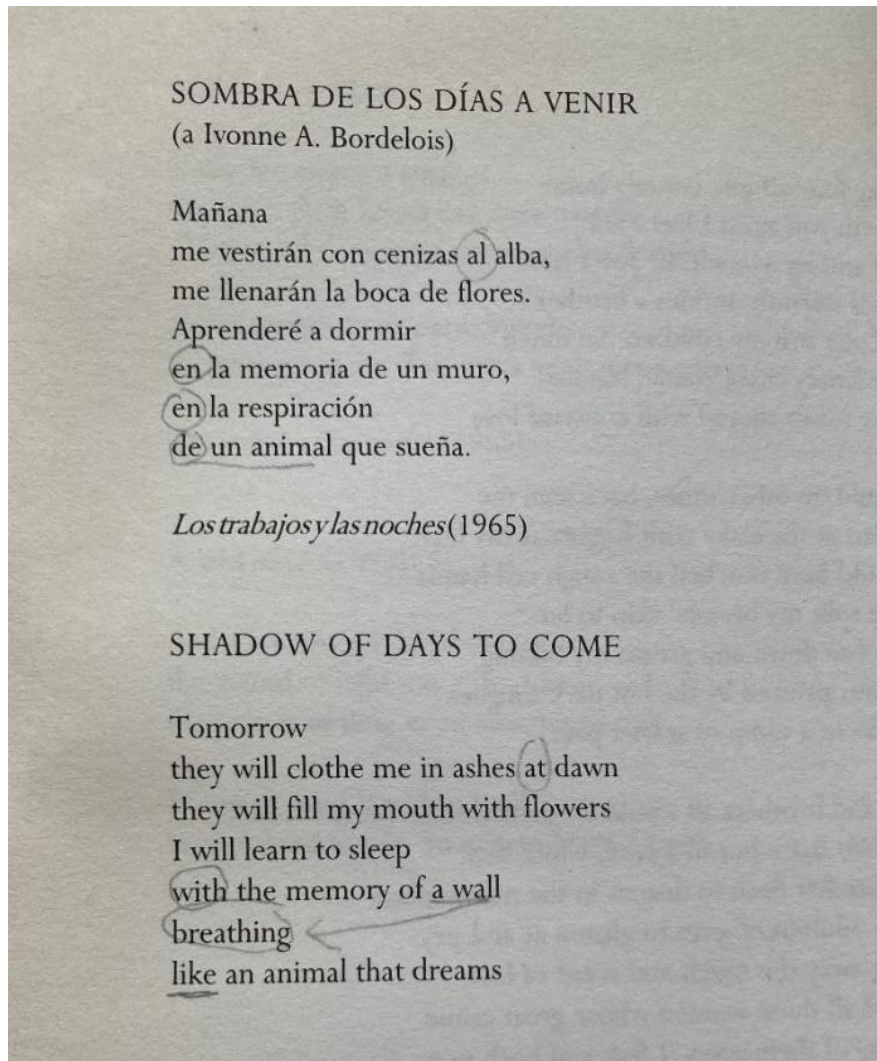 SOMBRA DE LOS DÍAS A VENIR
(a Ivonne A. Bordelois)
Mañana
me vestirán con cenizas al alba,
me llenarán la boca de flores.
Aprenderé a dormir
en la memoria de un muro,
en la respiración
de un animal que sueña.
Los trabajos y las noches (1965)
SHADOW OF DAYS TO COME
Tomorrow
they will clothe me in ashes at dawn
they will fill my mouth with flowers
I will learn to sleep
with the memory of a wall
breathing
like an animal that dreams